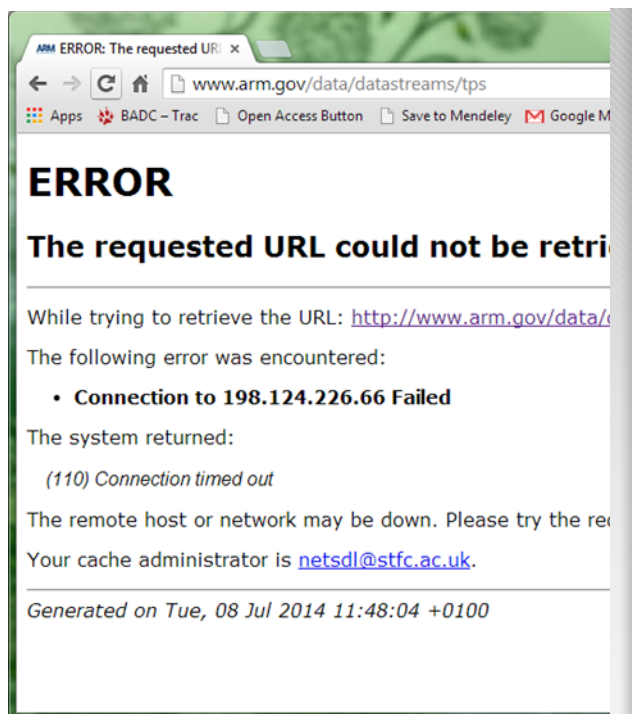 ARM ERROR: The requested UR
www.arm.gov/data/datastreams/tps
Apps BADC – Trac Open Access Button Save to Mendeley Google M
ERROR
The requested URL could not be retri
While trying to retrieve the URL: http://www.arm.gov/data/
The following error was encountered:
• Connection to 198.124.226.66 Failed
The system returned:
(110) Connection timed out
The remote host or network may be down. Please try the re
Your cache administrator is netsdl@stfc.ac.uk.
Generated on Tue, 08 Jul 2014 11:48:04 +0100